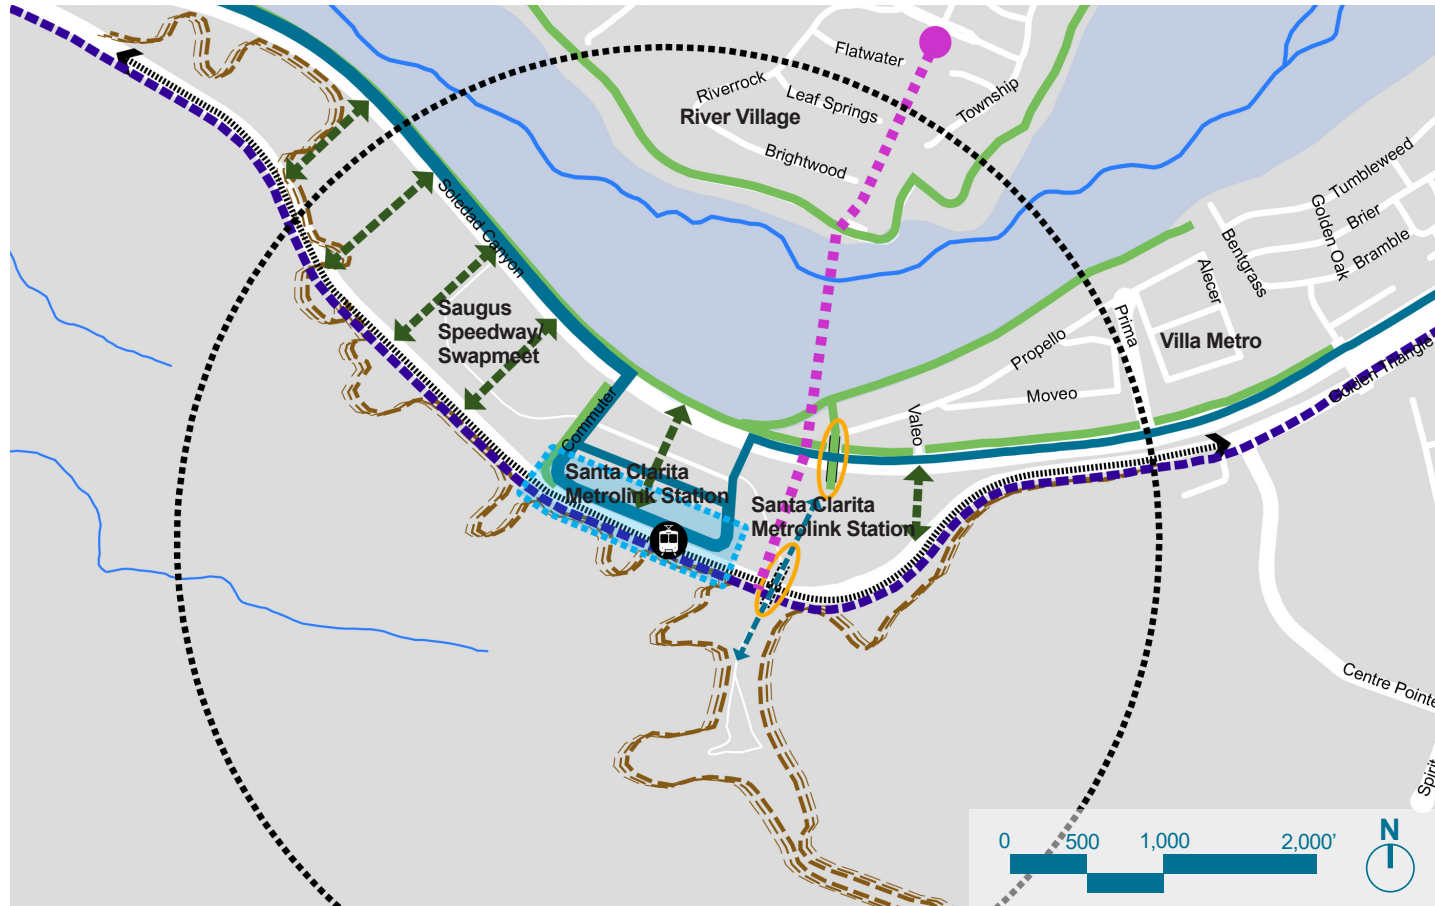 Flatwater
Riverrock
Leaf Springs
Township
River Village
Brightwood
Tumbleweed
Golden Oak
Brier
Bentgrass
Bramble
Alecer
Soledad Canyon
Saugus
Speedway/
Swapmeet
Prima
Propello
Villa Metro
Golden Triangle
Moveo
Commuter
Valeo
Santa Clarita
Metrolink Station
Santa Clarita
Metrolink Station
Centre Pointe
Spirit
0 500 1,000 2,000’
N